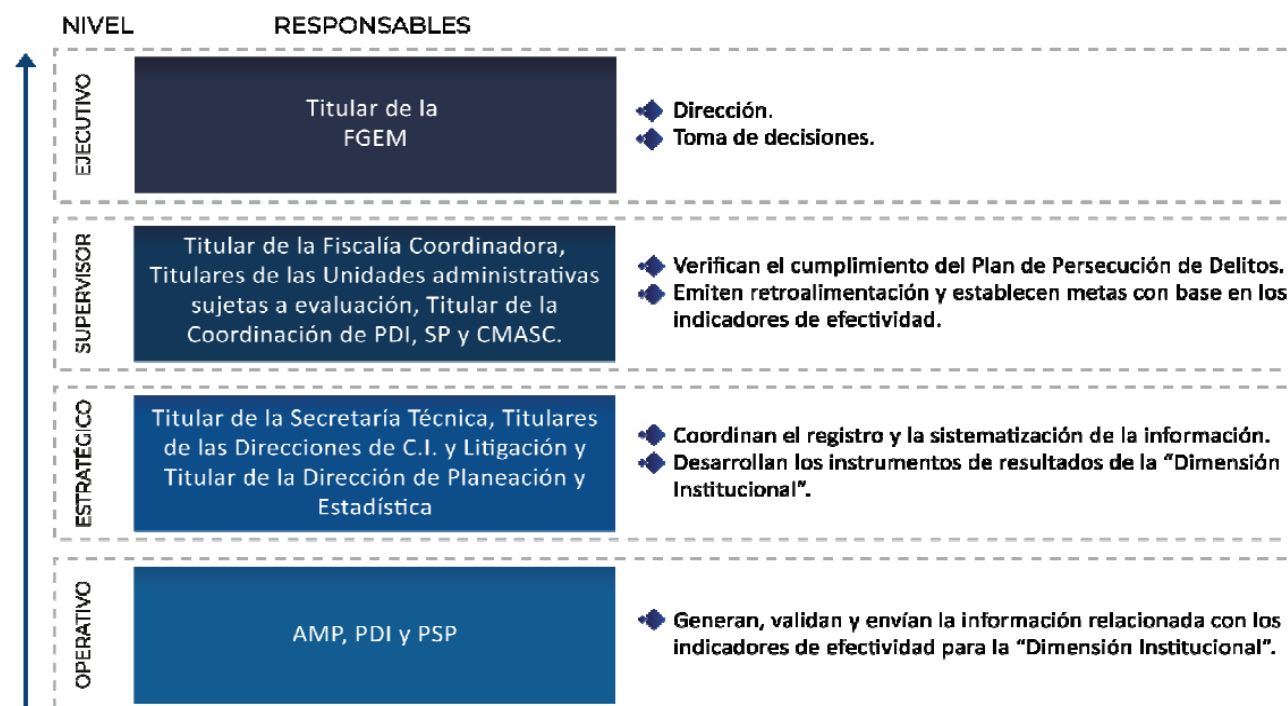 NIVEL RESPONSABLES
EJECUTIVO
Titular de la
FGEM
Dirección.
Toma de decisiones.
SUPERVISOR
Titular de la Fiscalía Coordinadora,
Titulares de las Unidades administrativas
sujetas a evaluación, Titular de la
Coordinación de PDI, SP y CMASC.
Verifican el cumplimiento del Plan de Persecución de Delitos.
Emiten retroalimentación y establecen metas con base en los
indicadores de efectividad.
ESTRATÉGICO
Titular de la Secretaría Técnica, Titulares
de las Direcciones de C.I. y Litigación y
Titular de la Dirección de Planeación y
Estadística
Coordinan el registro y la sistematización de la información.
Desarrollan los instrumentos de resultados de la “Dimensión
Institucional”.
OPERATIVO
AMP, PDI y PSP
Generan, validan y envían la información relacionada con los
indicadores de efectividad para la “Dimensión Institucional”.